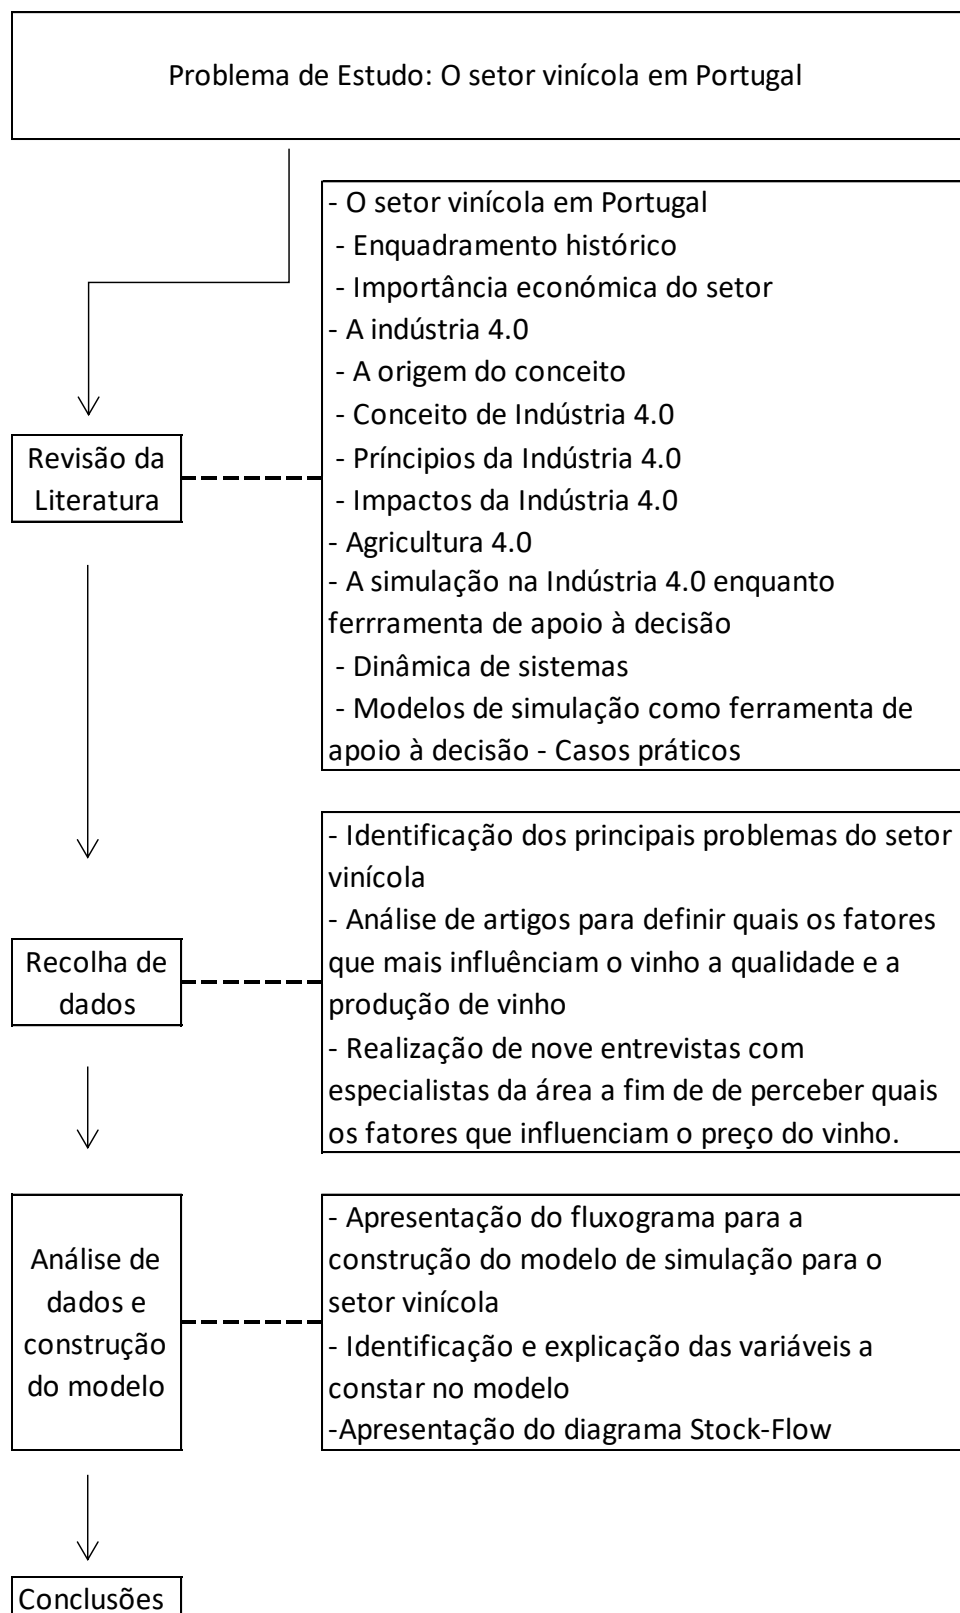 Problema de Estudo: O setor vinícola em Portugal
- O setor vinícola em Portugal
- Enquadramento histórico
- Importância económica do setor
- A indústria 4.0
- A origem do conceito
- Conceito de Indústria 4.0
- Príncipios da Indústria 4.0
- Impactos da Indústria 4.0
- Agricultura 4.0
- A simulação na Indústria 4.0 enquanto
ferrramenta de apoio à decisão
- Dinâmica de sistemas
- Modelos de simulação como ferramenta de
apoio à decisão - Casos práticos
Revisão da
Literatura
- Identificação dos principais problemas do setor
vinícola
- Análise de artigos para definir quais os fatores
que mais influênciam o vinho a qualidade e a
produção de vinho
- Realização de nove entrevistas com
especialistas da área a fim de de perceber quais
os fatores que influenciam o preço do vinho.
Recolha de
dados
- Apresentação do fluxograma para a
construção do modelo de simulação para o
setor vinícola
- Identificação e explicação das variáveis a
constar no modelo
-Apresentação do diagrama Stock-Flow
Análise de
dados e
construção
do modelo
Conclusões